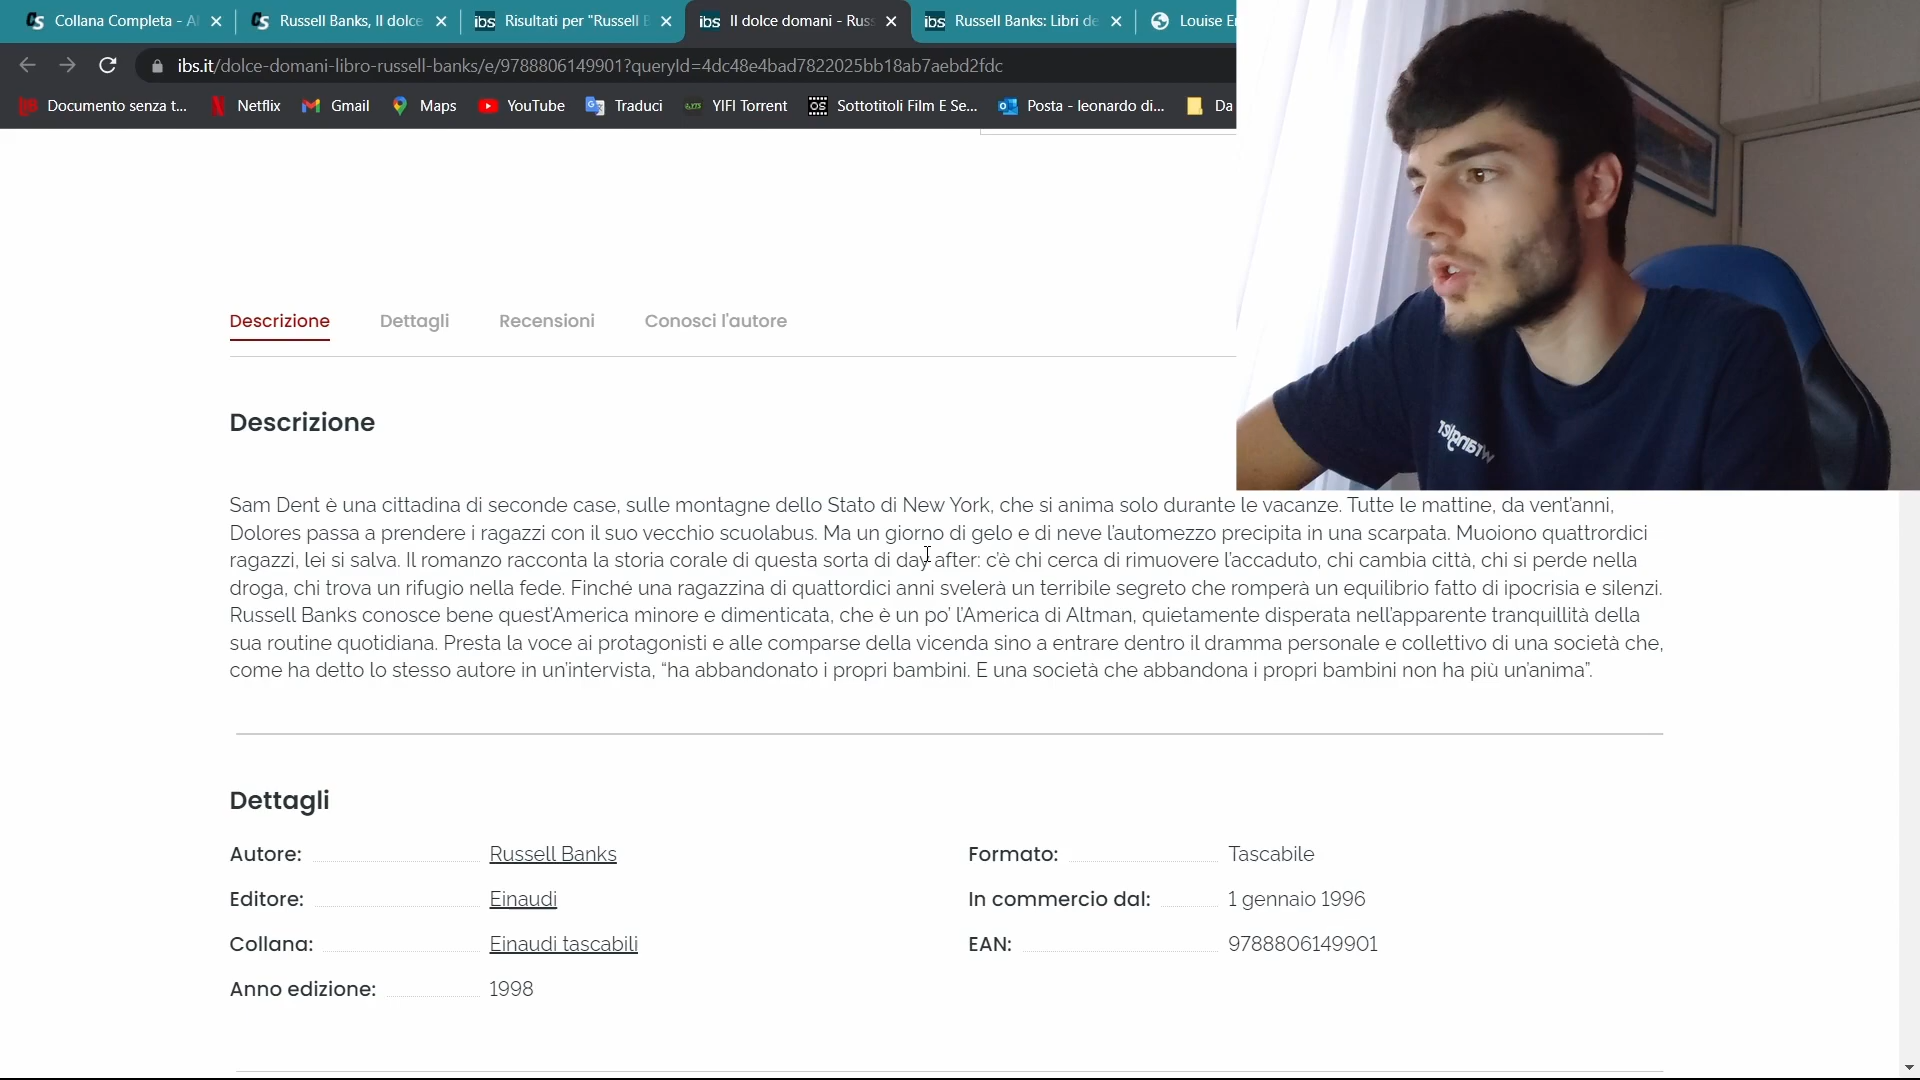 Collana Completa - Al
Russell Banks, Il dolce
ibs Risultati per "Russell B
ibs Il dolce domani - Russ
ibs Russell Banks: Libri de
Louise Er
ibs.it/dolce-domani-libro-russell-banks/e/9788806149901?queryId=4dc48e4bad7822025bb18ab7aebd2fdc
Documento senza t...
Netflix
Gmail
Maps
YouTube
Traduci
YIFI Torrent
OS Sottotitoli Film E Se...
Posta - leonardo di...
Da
Descrizione
Dettagli
Recensioni
Conosci l'autore
Wrangler
Descrizione
Sam Dent è una cittadina di seconde case, sulle montagne dello Stato di New York, che si anima solo durante le vacanze. Tutte le mattine, da vent'anni,
Dolores passa a prendere i ragazzi con il suo vecchio scuolabus. Ma un giorno di gelo e di neve l'automezzo precipita in una scarpata. Muoiono quattrordici
ragazzi, lei si salva. Il romanzo racconta la storia corale di questa sorta di day after: c'è chi cerca di rimuovere l'accaduto, chi cambia città, chi si perde nella
droga, chi trova un rifugio nella fede. Finché una ragazzina di quattordici anni svelerà un terribile segreto che romperà un equilibrio fatto di ipocrisia e silenzi.
Russell Banks conosce bene quest'America minore e dimenticata, che è un po' l'America di Altman, quietamente disperata nell'apparente tranquillità della
sua routine quotidiana. Presta la voce ai protagonisti e alle comparse della vicenda sino a entrare dentro il dramma personale e collettivo di una società che,
come ha detto lo stesso autore in un'intervista, “ha abbandonato i propri bambini. E una società che abbandona i propri bambini non ha più un'anima”.
Dettagli
Autore: Russell Banks
Editore: Einaudi
Collana: Einaudi tascabili
Anno edizione: 1998
Formato: Tascabile
In commercio dal: 1 gennaio 1996
EAN: 9788806149901